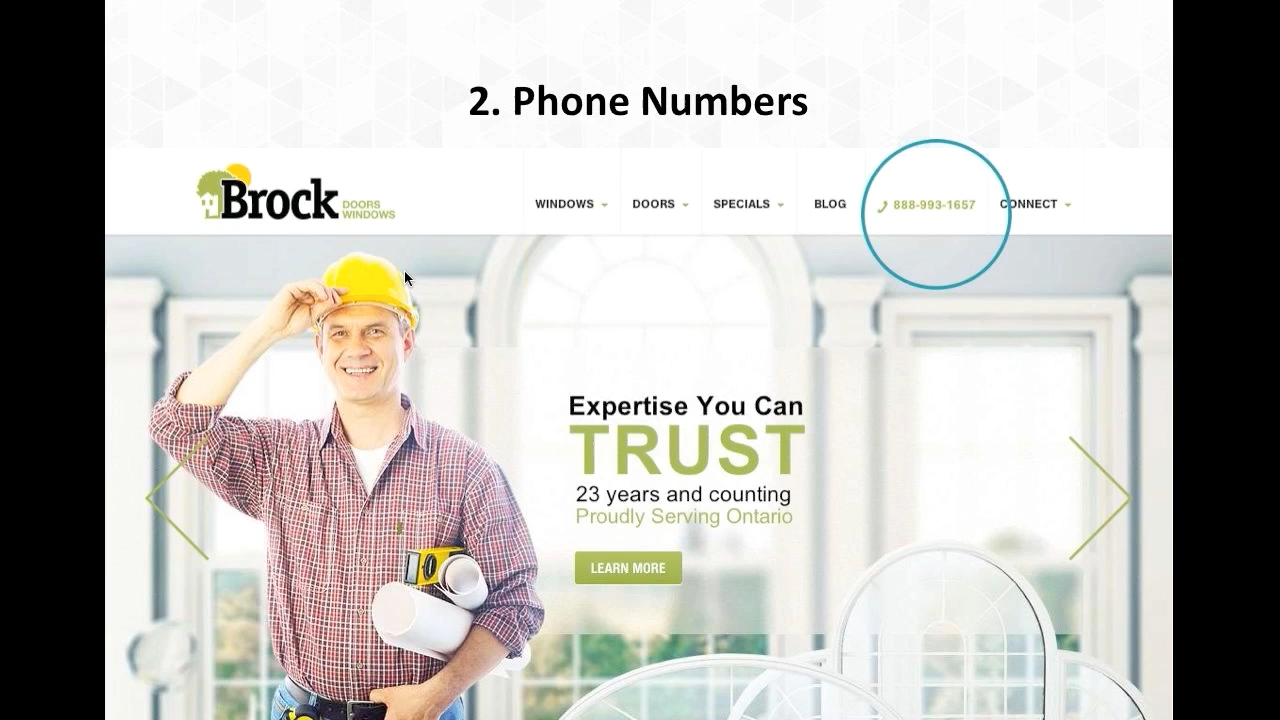 2. Phone Numbers
Brock DOORS WINDOWS
WINDOWS DOORS SPECIALS BLOG 888-993-1657 CONNECT
Expertise You Can
TRUST
23 years and counting
Proudly Serving Ontario
LEARN MORE